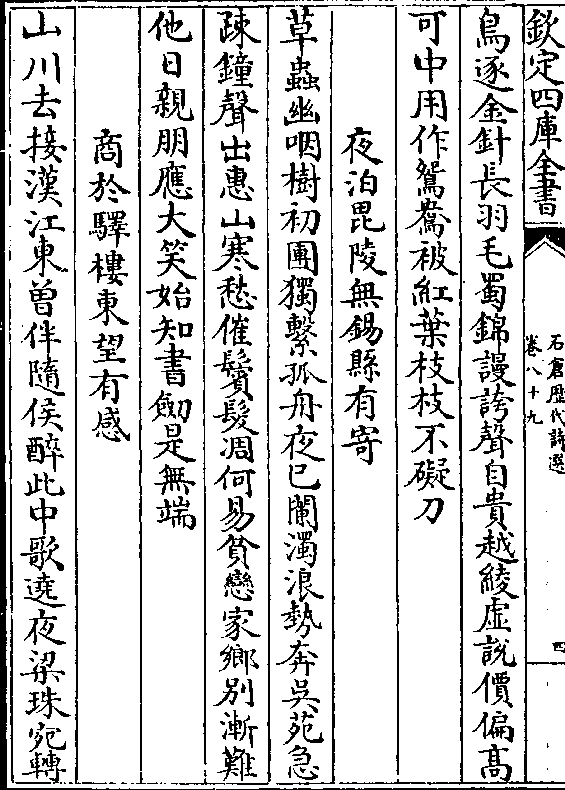 欽定四庫全書
石倉歴代詩選
卷八十九
四
鳥逐金針長羽毛蜀錦謾誇聲自貴越綾虛説價偏髙
可中用作鴛鴦被紅葉枝枝不礙刀
夜泊毘陵無錫縣有寄
草蟲幽咽樹初團獨繫孤舟夜已闌濁浪勢奔吳苑急
疎鐘聲出惠山寒愁催鬢髮凋何易貧戀家鄉别漸難
他日親朋應大笑始知書劒是無端
商於驛樓東望有感
山川去接漢江東曽伴隨侯醉此中歌遶夜梁珠宛轉